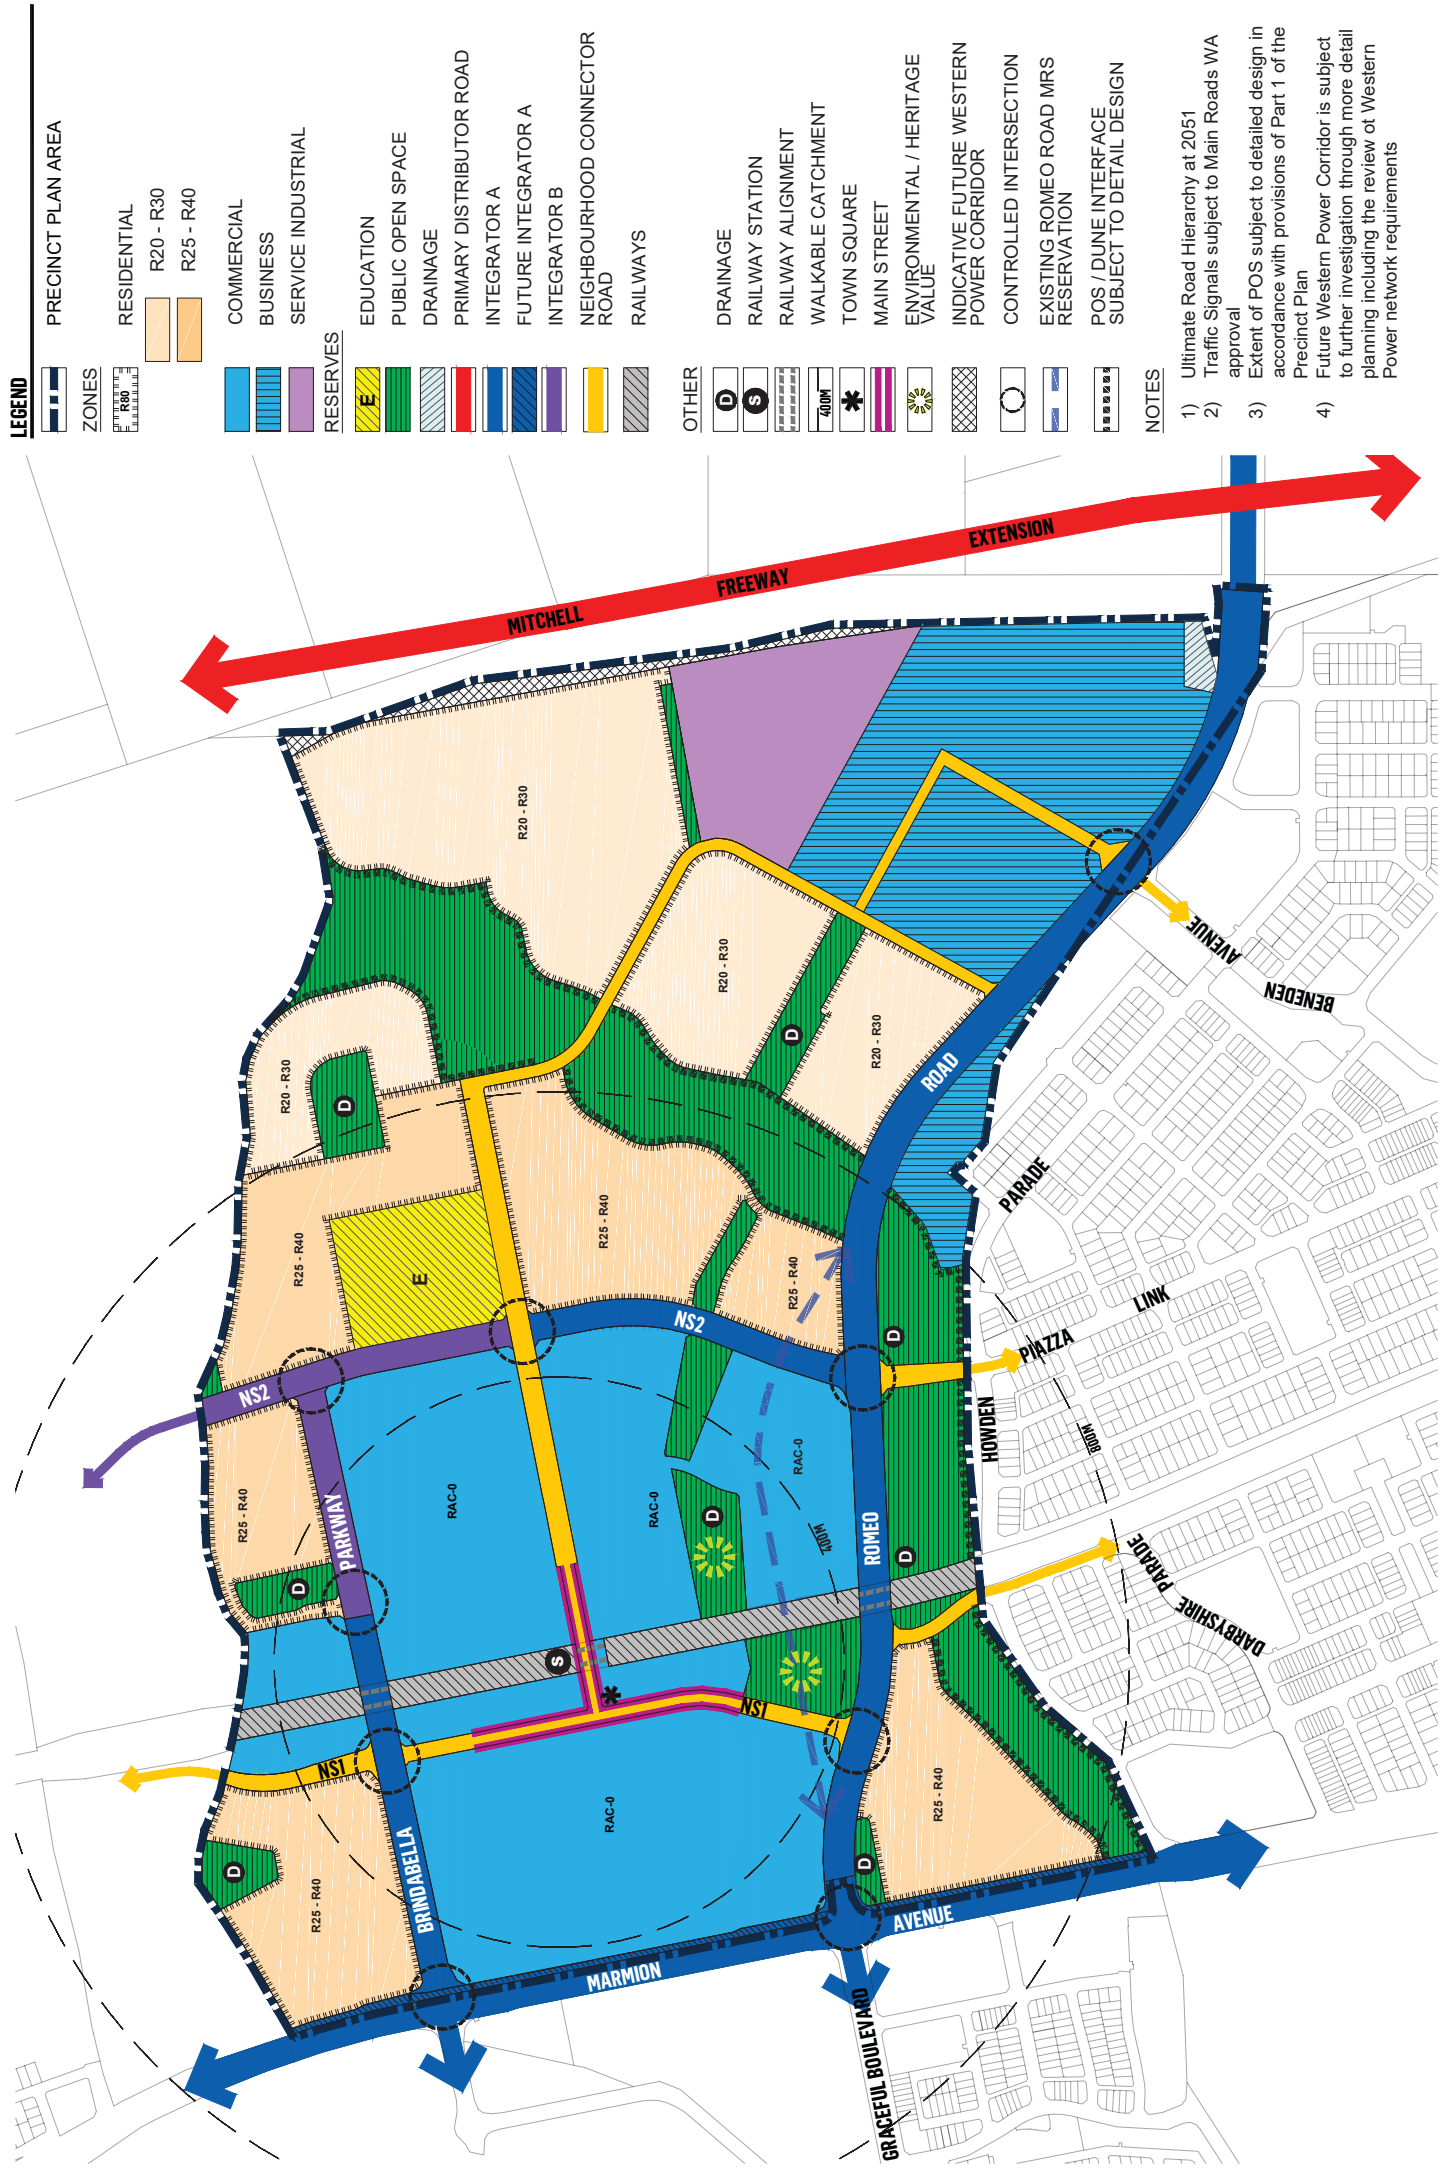 LEGEND
PRECINCT PLAN AREA
ZONES
R80
RESIDENTIAL
R20 - R30
R25 - R40
COMMERCIAL
BUSINESS
SERVICE INDUSTRIAL
RESERVES
E
EDUCATION
PUBLIC OPEN SPACE
DRAINAGE
PRIMARY DISTRIBUTOR ROAD
INTEGRATOR A
FUTURE INTEGRATOR A
INTEGRATOR B
NEIGHBOURHOOD CONNECTOR
ROAD
RAILWAYS
OTHER
D
DRAINAGE
S
RAILWAY STATION
RAILWAY ALIGNMENT
400M
WALKABLE CATCHMENT
TOWN SQUARE
MAIN STREET
ENVIRONMENTAL / HERITAGE
VALUE
INDICATIVE FUTURE WESTERN
POWER CORRIDOR
CONTROLLED INTERSECTION
EXISTING ROMEO ROAD MRS
RESERVATION
POS / DUNE INTERFACE
SUBJECT TO DETAIL DESIGN
NOTES
1) Ultimate Road Hierarchy at 2051
2) Traffic Signals subject to Main Roads WA
approval
3) Extent of POS subject to detailed design in
accordance with provisions of Part 1 of the
Precinct Plan
4) Future Western Power Corridor is subject
to further investigation through more detail
planning including the review ot Western
Power network requirements
MITCHELL
FREEWAY
EXTENSION
R20 - R30
R20 - R30
R20 - R30
R20 - R30
D
D
R25 - R40
R25 - R40
R25 - R40
E
NS2
NS2
PARKWAY
R25 - R40
D
RAC-0
RAC-0
RAC-0
D
D
D
400M
800M
ROMEO
ROAD
AVENUE
BENEDEN
PARADE
HOWDEN
LINK
PIAZZA
PARADE
DARBYSHIRE
S
NS1
NS1
RAC-0
R25 - R40
D
R25 - R40
D
BRINDABELLA
MARMION
AVENUE
GRACEFUL BOULEVARD